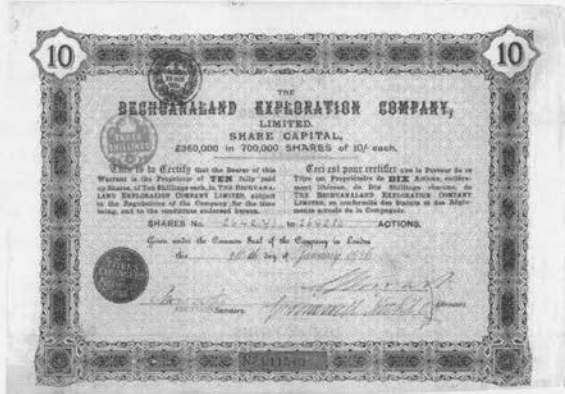 10
10
THE
BECHUANALAND EXPLORATION COMPANY,
LIMITED.
SHARE CAPITAL,
£350,000 in 700,000 SHARES of 10/- each.
This is to Certify that the Bearer of this
Warrant is the Proprietor of TEN fully paid
up Shares, of Ten Shillings each, in THE BECHUANA-
LAND EXPLORATION COMPANY LIMITED, subject
to the Regulations of the Company for the time
being, and to the conditions endorsed hereon.
Ceci est pour certifier que le Porteur de ce
Titre est Propriétaire de DIX Actions, entière-
ment libérées, de Dix Shillings chacune, de
THE BECHUANALAND EXPLORATION COMPANY
LIMITED, en conformité des Statuts et des Règle-
ments actuels de la Compagnie.
SHARES No. to ACTIONS.
Given under the Common Seal of the Company in London
this day of January
Secretary.
Directors.